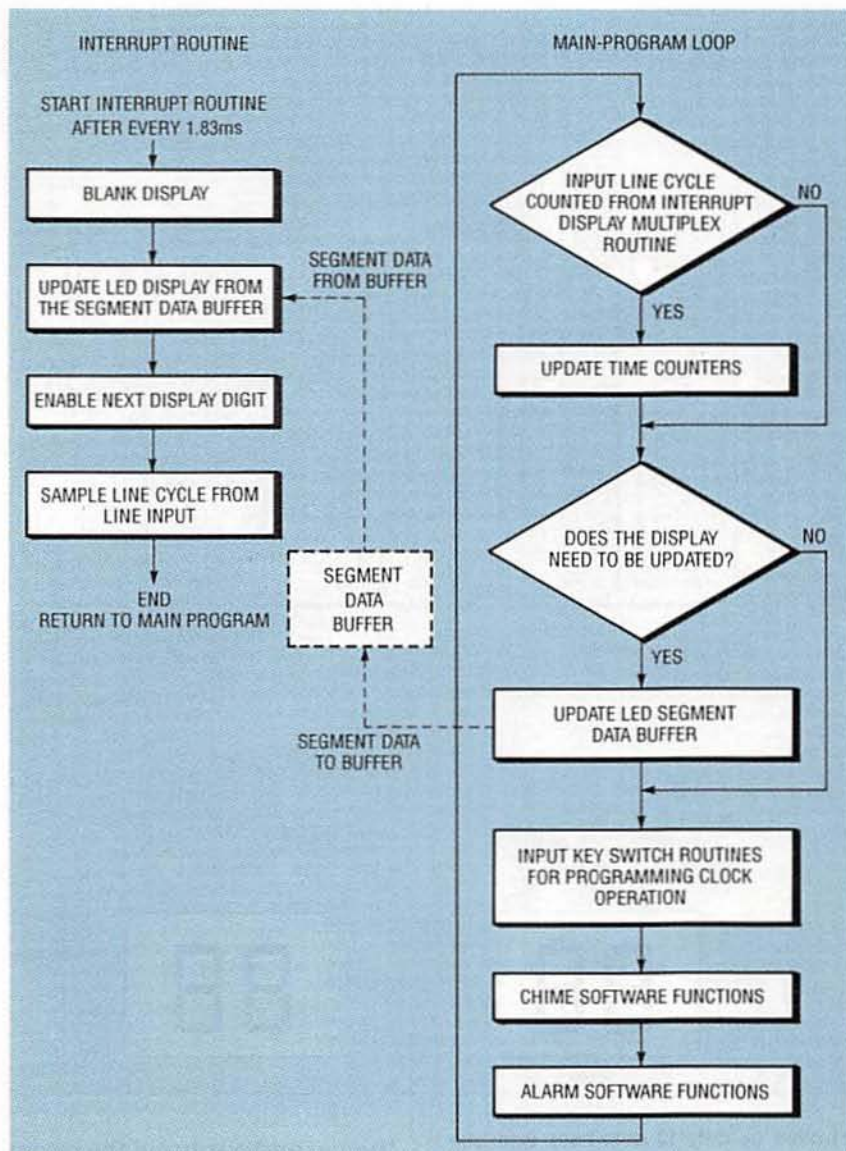 INTERRUPT ROUTINE
START INTERRUPT ROUTINE
AFTER EVERY 1.83ms
BLANK DISPLAY
UPDATE LED DISPLAY FROM
THE SEGMENT DATA BUFFER
ENABLE NEXT DISPLAY DIGIT
SAMPLE LINE CYCLE FROM
LINE INPUT
END
RETURN TO MAIN PROGRAM
SEGMENT DATA
FROM BUFFER
SEGMENT
DATA
BUFFER
SEGMENT DATA
TO BUFFER
MAIN-PROGRAM LOOP
INPUT LINE CYCLE
COUNTED FROM INTERRUPT
DISPLAY MULTIPLEX
ROUTINE
NO
YES
UPDATE TIME COUNTERS
DOES THE DISPLAY
NEED TO BE UPDATED?
NO
YES
UPDATE LED SEGMENT
DATA BUFFER
INPUT KEY SWITCH ROUTINES
FOR PROGRAMMING CLOCK
OPERATION
CHIME SOFTWARE FUNCTIONS
ALARM SOFTWARE FUNCTIONS